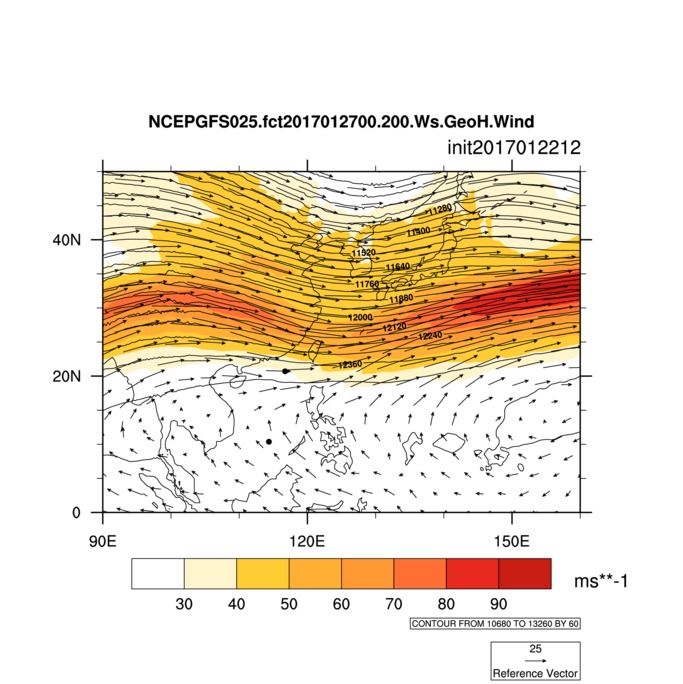 NCEPGFS025.fct2017012700.200.Ws.GeoH.Wind
init2017012212
40N
20N
0
11280
11400
11520
11640
11760
11880
12000
12120
12240
12360
90E 120E 150E
30 40 50 60 70 80 90
ms**-1
CONTOUR FROM 10680 TO 13260 BY 60
25
Reference Vector